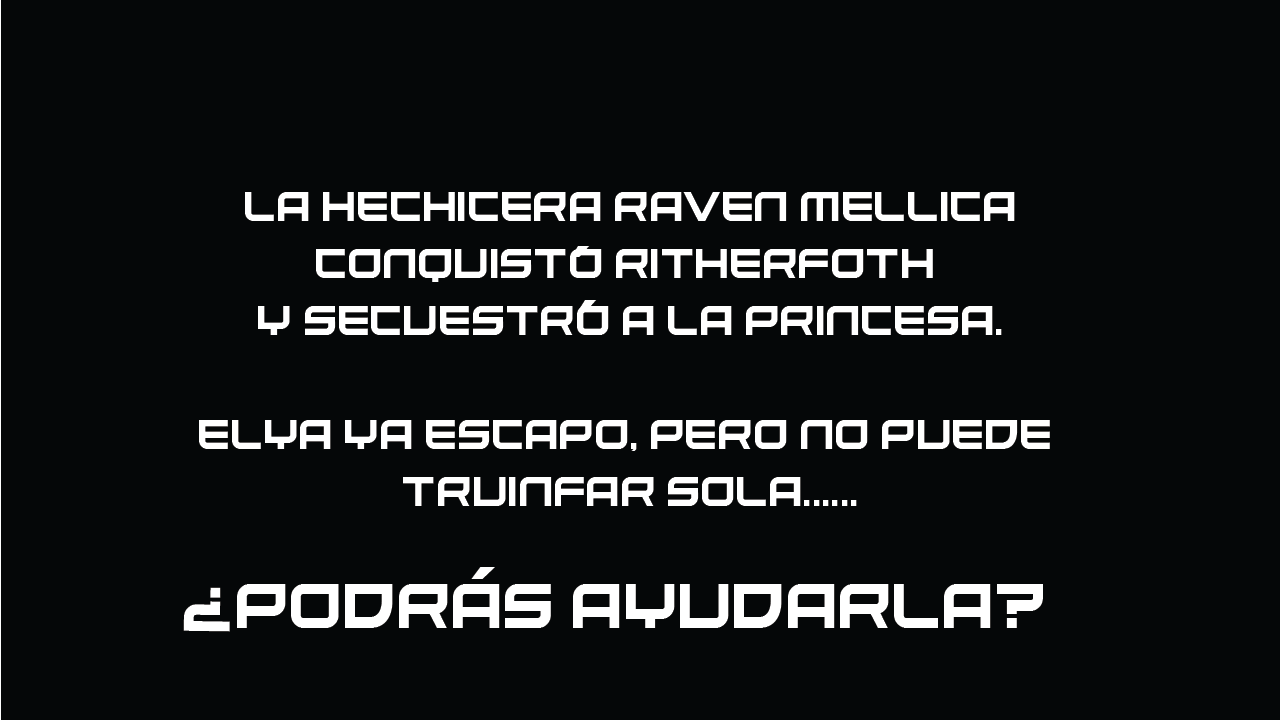 LA HECHICERA RAVEN MELLICA
CONQUISTÓ RITHERFOTH
Y SECUESTRÓ A LA PRINCESA.
ELYA YA ESCAPO, PERO NO PUEDE
TRUINFAR SOLA......
¿PODRÁS AYUDARLA?